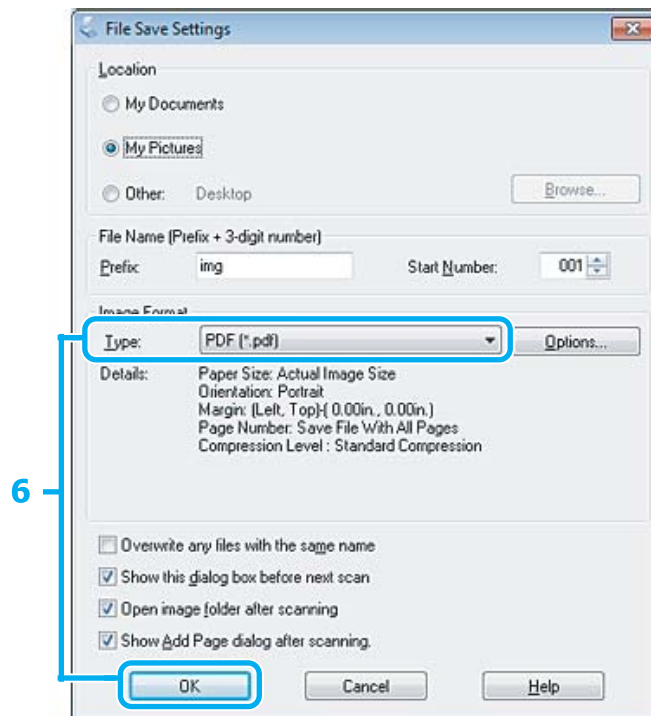 File Save Settings
Location
My Documents
My Pictures
Other: Desktop Browse...
File Name (Prefix + 3-digit number)
Prefix: img Start Number: 001
Image Format
Type: PDF (*.pdf) Options...
Details: Paper Size: Actual Image Size
Orientation: Portrait
Margin: (Left, Top)-( 0.00in., 0.00in.)
Page Number: Save File With All Pages
Compression Level : Standard Compression
6
Overwrite any files with the same name
Show this dialog box before next scan
Open image folder after scanning
Show Add Page dialog after scanning.
OK Cancel Help